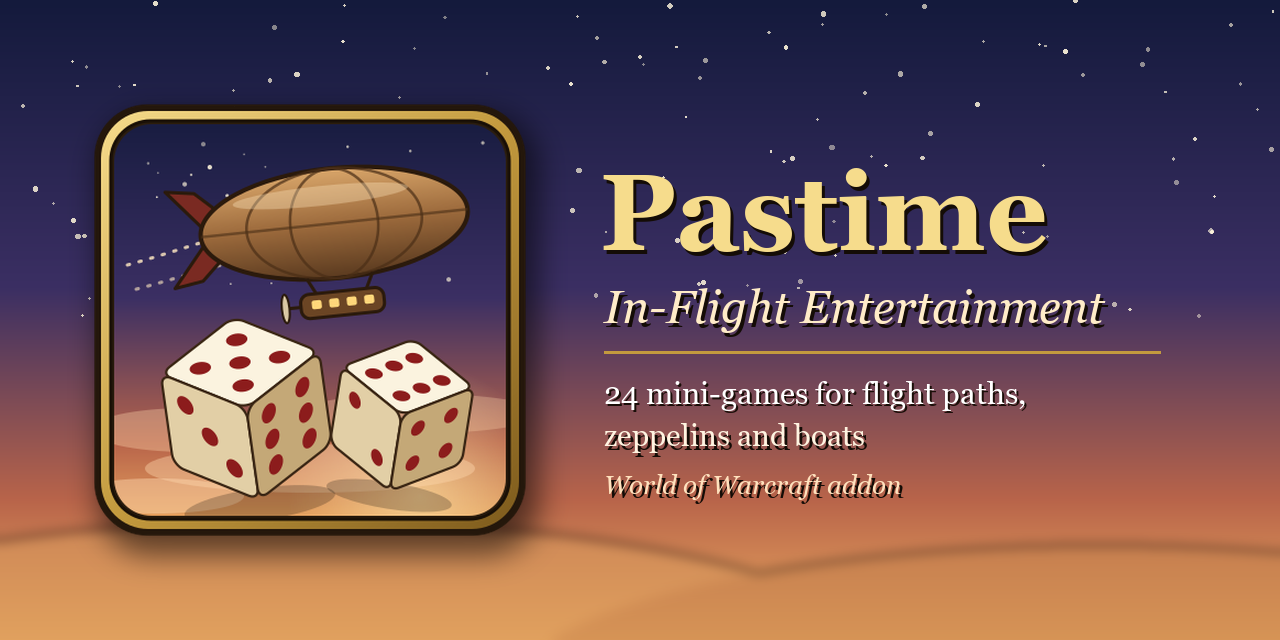 Pastime
In-Flight Entertainment
24 mini-games for flight paths,
zeppelins and boats
World of Warcraft addon